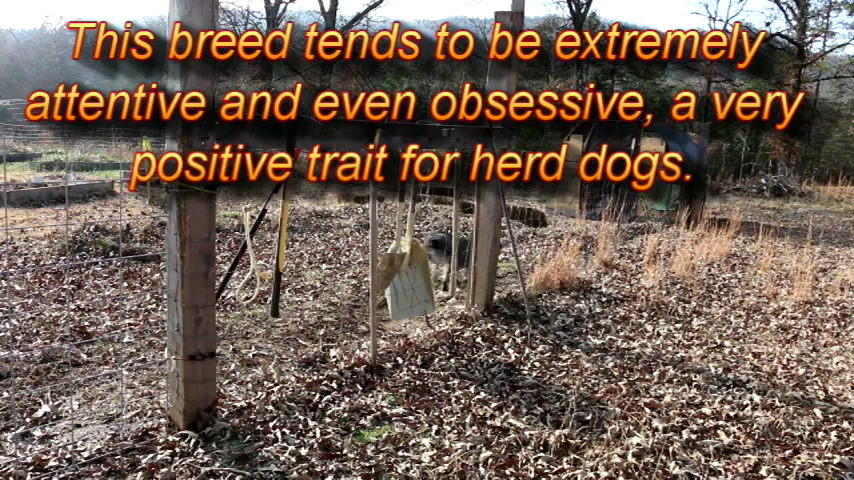 This breed tends to be extremely
attentive and even obsessive, a very
positive trait for herd dogs.